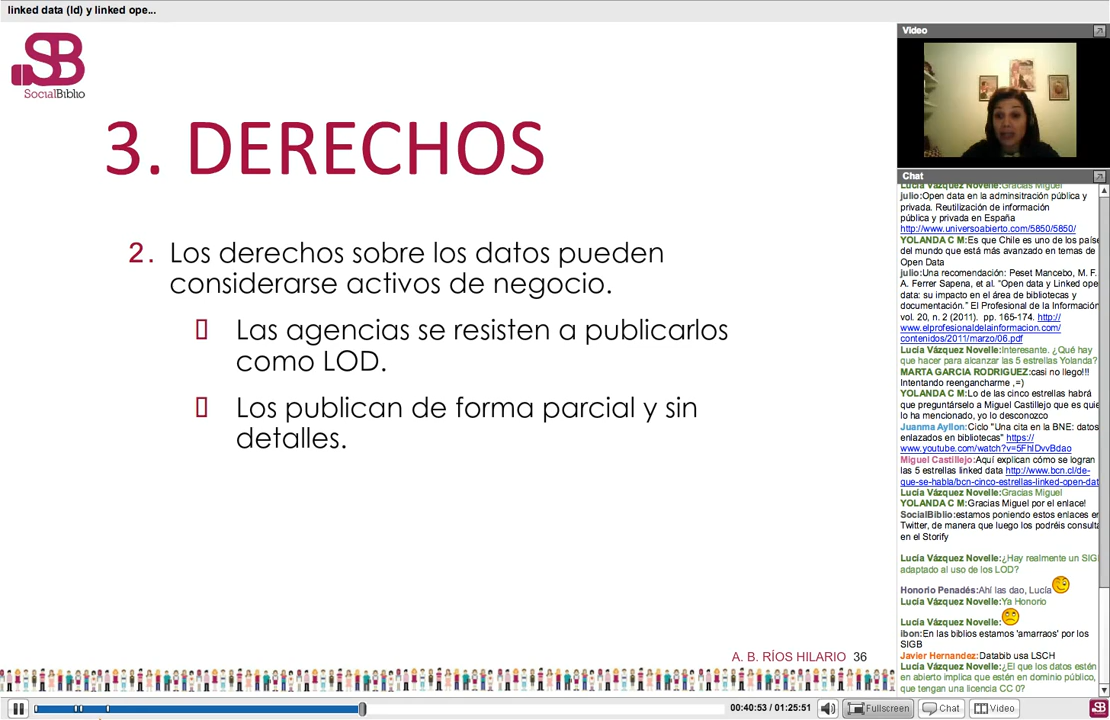 linked data (ld) y linked ope...
SB
SocialBiblio
3. DERECHOS
2. Los derechos sobre los datos pueden
considerarse activos de negocio.
Las agencias se resisten a publicarlos
como LOD.
Los publican de forma parcial y sin
detalles.
A. B. RÍOS HILARIO 36
00:40:53 / 01:25:51
Fullscreen
Chat
Video
SB
Video
Chat
Lucía Vázquez Novelle:Gracias Miguel
julio:Open data en la adminsitración pública y
privada. Reutilización de información
pública y privada en España
http://www.universoabierto.com/5850/5850/
YOLANDA C M:Es que Chile es uno de los paíse
del mundo que está más avanzado en temas de
Open Data
julio:Una recomendación: Peset Mancebo, M. F.
A. Ferrer Sapena, et al. "Open data y Linked ope
data: su impacto en el área de bibliotecas y
documentación." El Profesional de la Información
vol. 20, n. 2 (2011). pp. 165-174. http://
www.elprofesionaldelainformacion.com/
contenidos/2011/marzo/06.pdf
Lucía Vázquez Novelle:Interesante. ¿Qué hay
que hacer para alcanzar las 5 estrellas Yolanda?
MARTA GARCIA RODRIGUEZ:casi no llego!!!
Intentando reengancharme ,=)
YOLANDA C M:Lo de las cinco estrellas habrá
que preguntárselo a Miguel Castillejo que es quie
lo ha mencionado, yo lo desconozco
Juanma Ayllon:Ciclo "Una cita en la BNE: datos
enlazados en bibliotecas" https://
www.youtube.com/watch?v=5FhIDvvBdao
Miguel Castillejo:Aquí explican cómo se logran
las 5 estrellas linked data http://www.bcn.cl/de-
que-se-habla/bcn-cinco-estrellas-linked-open-dat
Lucía Vázquez Novelle:Gracias Miguel
YOLANDA C M:Gracias Miguel por el enlace!
SocialBiblio:estamos poniendo estos enlaces en
Twitter, de manera que luego los podréis consulta
en el Storify
Lucía Vázquez Novelle:¿Hay realmente un SIG
adaptado al uso de los LOD?
Honorio Penadés:Ahí las dao, Lucía
Lucía Vázquez Novelle:Ya Honorio
Lucía Vázquez Novelle:
ibon:En las biblios estamos 'amarraos' por los
SIGB
Javier Hernandez:Databib usa LSCH
Lucía Vázquez Novelle:¿El que los datos estén
en abierto implica que estén en dominio público,
que tengan una licencia CC 0?